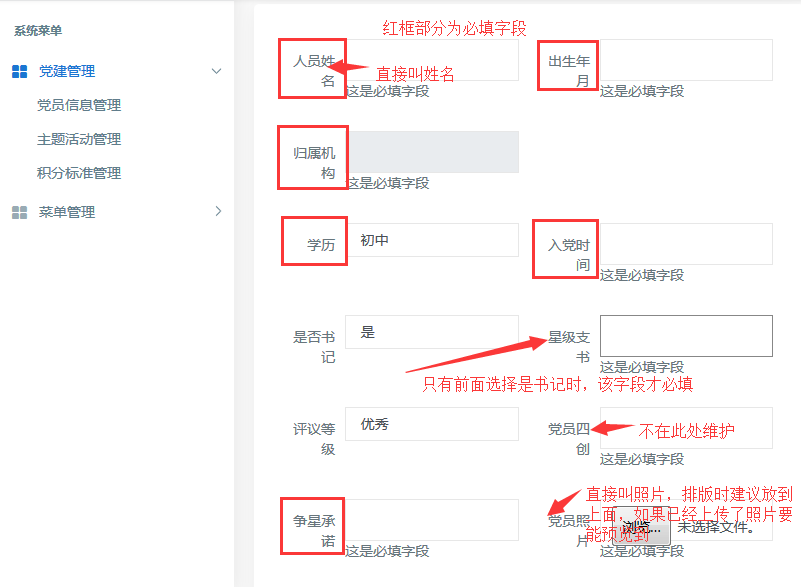 系统菜单
党建管理
党员信息管理
主题活动管理
积分标准管理
菜单管理
红框部分为必填字段
人员姓
名
直接叫姓名
这是必填字段
出生年
月
这是必填字段
归属机
构
这是必填字段
学历
初中
入党时
间
这是必填字段
是否书
记
是
星级支
书
这是必填字段
只有前面选择是书记时，该字段才必填
评议等
级
优秀
党员四
创
不在此处维护
这是必填字段
争星承
诺
这是必填字段
党员照
片
直接叫照片，排版时建议放到
上面，如果已经上传了照片要
能预览到
浏览...
未选择文件。
这是必填字段